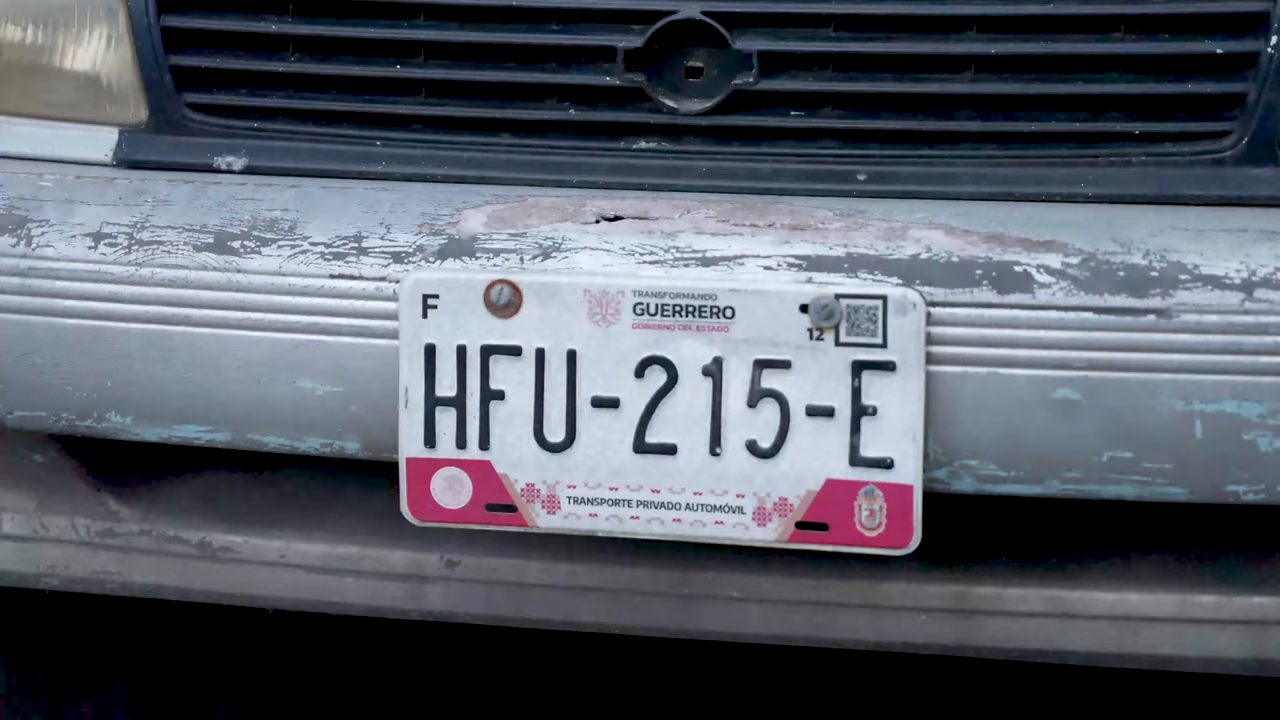 F
TRANSFORMANDO
GUERRERO
GOBIERNO DEL ESTADO
12
HFU-215-E
TRANSPORTE PRIVADO AUTOMÓVIL